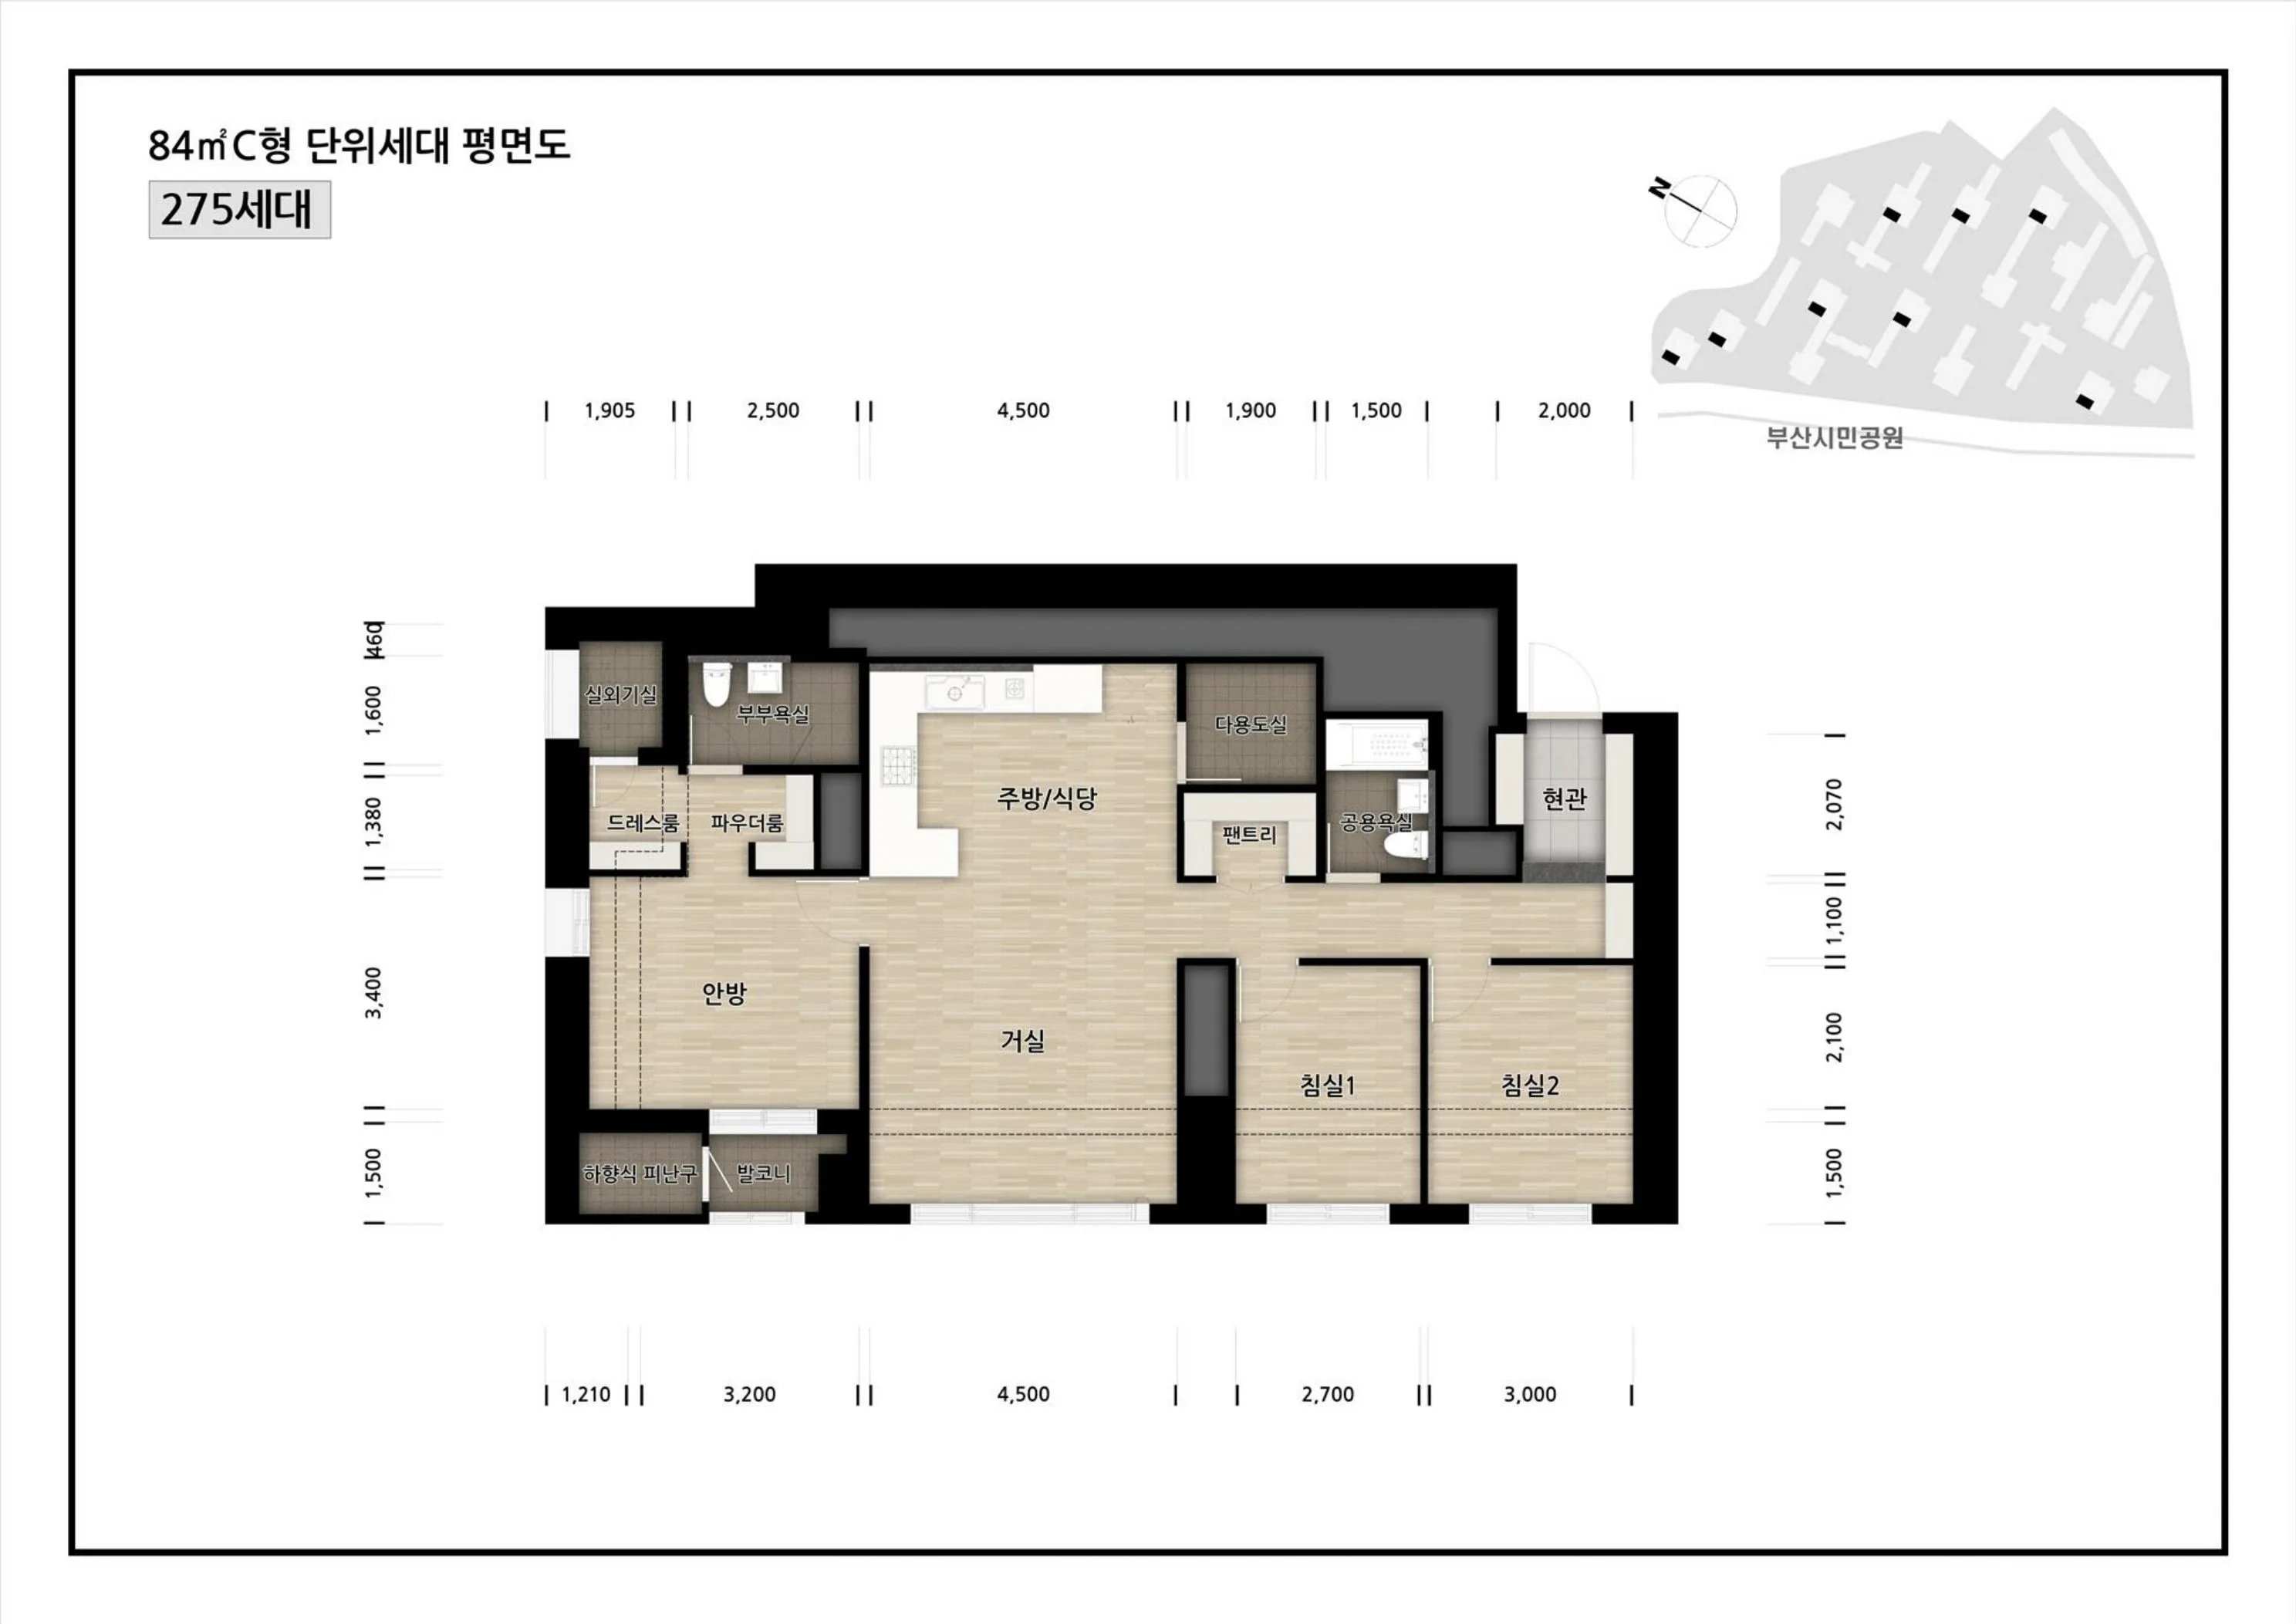 84㎡C형 단위세대 평면도
275세대
N
부산시민공원
1,905 2,500 4,500 1,900 1,500 2,000
460
1,600
1,380
3,400
1,500
실외기실
부부욕실
다용도실
드레스룸
파우더룸
주방/식당
팬트리
공용욕실
현관
안방
거실
침실1
침실2
하향식 피난구
발코니
2,070
1,100
2,100
1,500
1,210 3,200 4,500 2,700 3,000